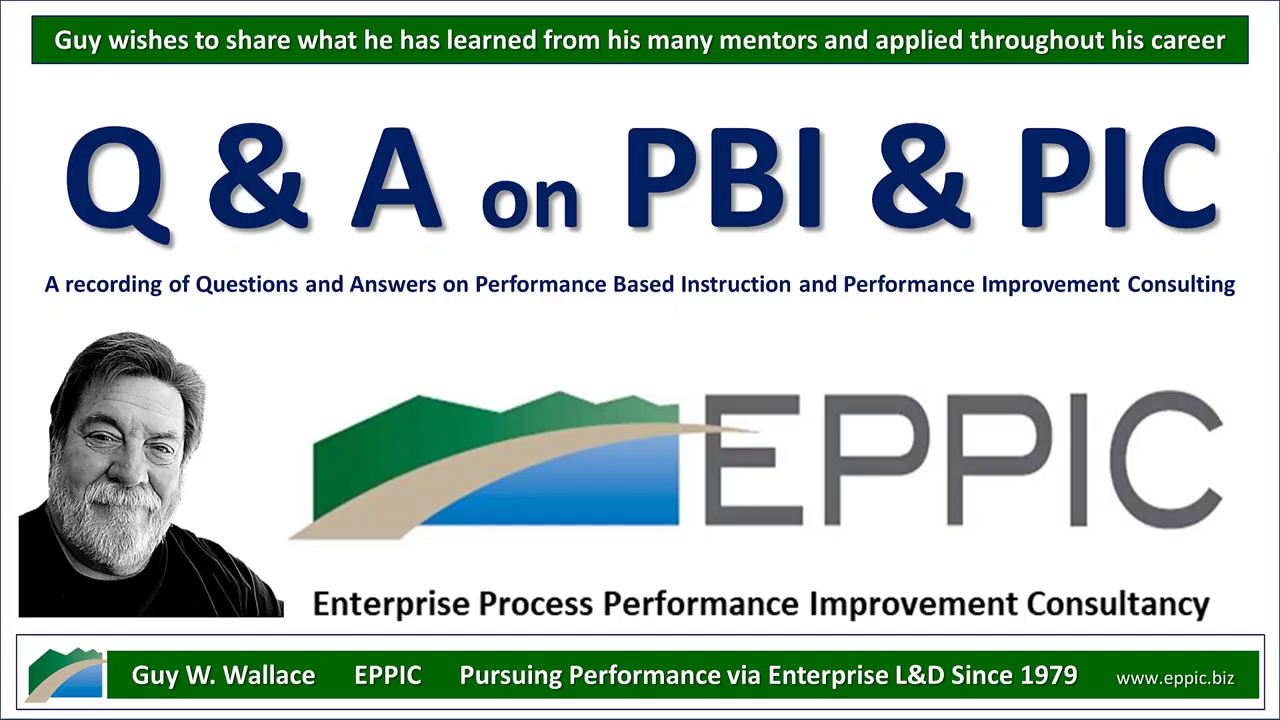 Guy wishes to share what he has learned from his many mentors and applied throughout his career
Q & A on PBI & PIC
A recording of Questions and Answers on Performance Based Instruction and Performance Improvement Consulting
EPPIC
Enterprise Process Performance Improvement Consultancy
Guy W. Wallace EPPIC Pursuing Performance via Enterprise L&D Since 1979 www.eppic.biz